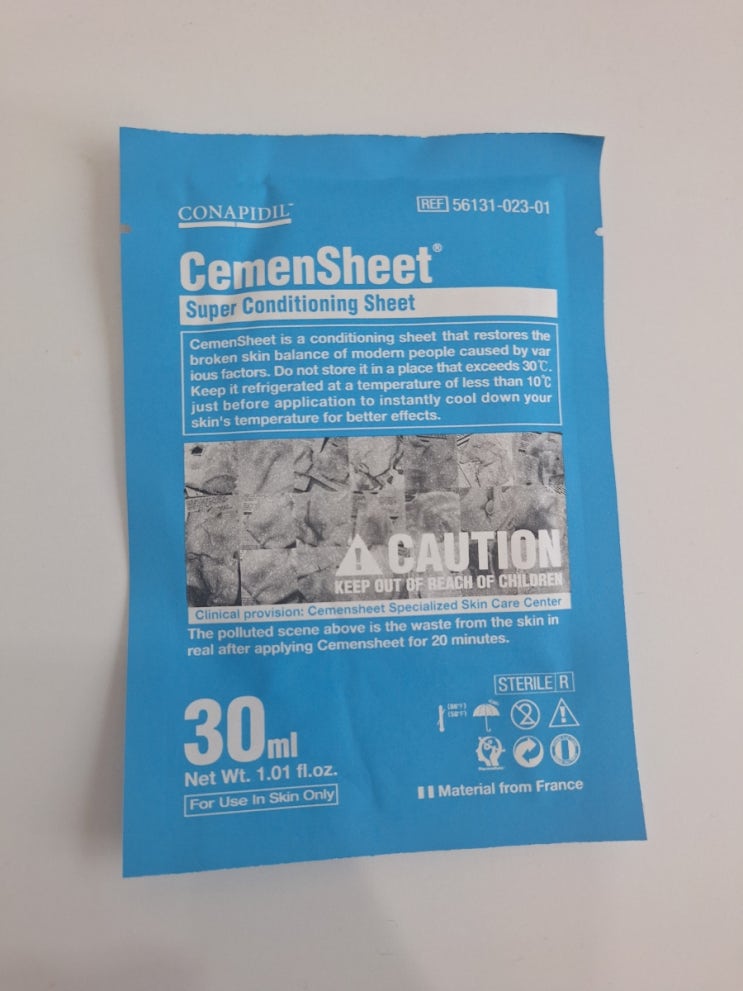 CONAPIDIL™
REF 56131-023-01
CemenSheet®
Super Conditioning Sheet
CemenSheet is a conditioning sheet that restores the
broken skin balance of modern people caused by var
ious factors. Do not store it in a place that exceeds 30℃.
Keep it refrigerated at a temperature of less than 10℃
just before application to instantly cool down your
skin's temperature for better effects.
CAUTION
KEEP OUT OF REACH OF CHILDREN
Clinical provision: Cemensheet Specialized Skin Care Center
The polluted scene above is the waste from the skin in
real after applying Cemensheet for 20 minutes.
STERILE R
(86°F)
(50°F)
2
30ml
Net Wt. 1.01 fl.oz.
For Use In Skin Only
Material from France